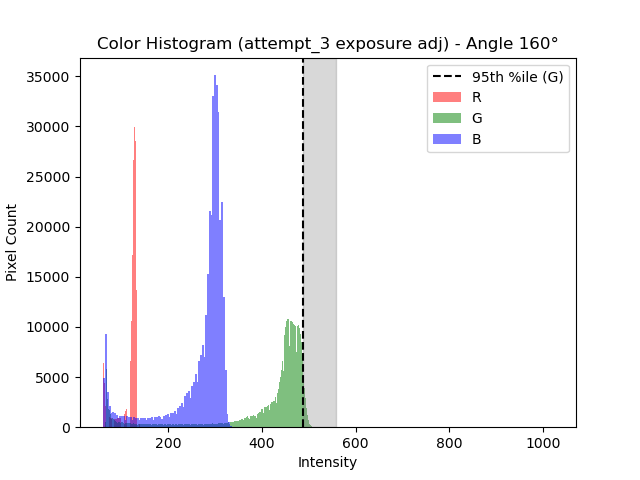 Color Histogram (attempt_3 exposure adj) - Angle 160°
35000
30000
25000
20000
15000
10000
5000
0
Pixel Count
95th %ile (G)
R
G
B
200
400
600
800
1000
Intensity